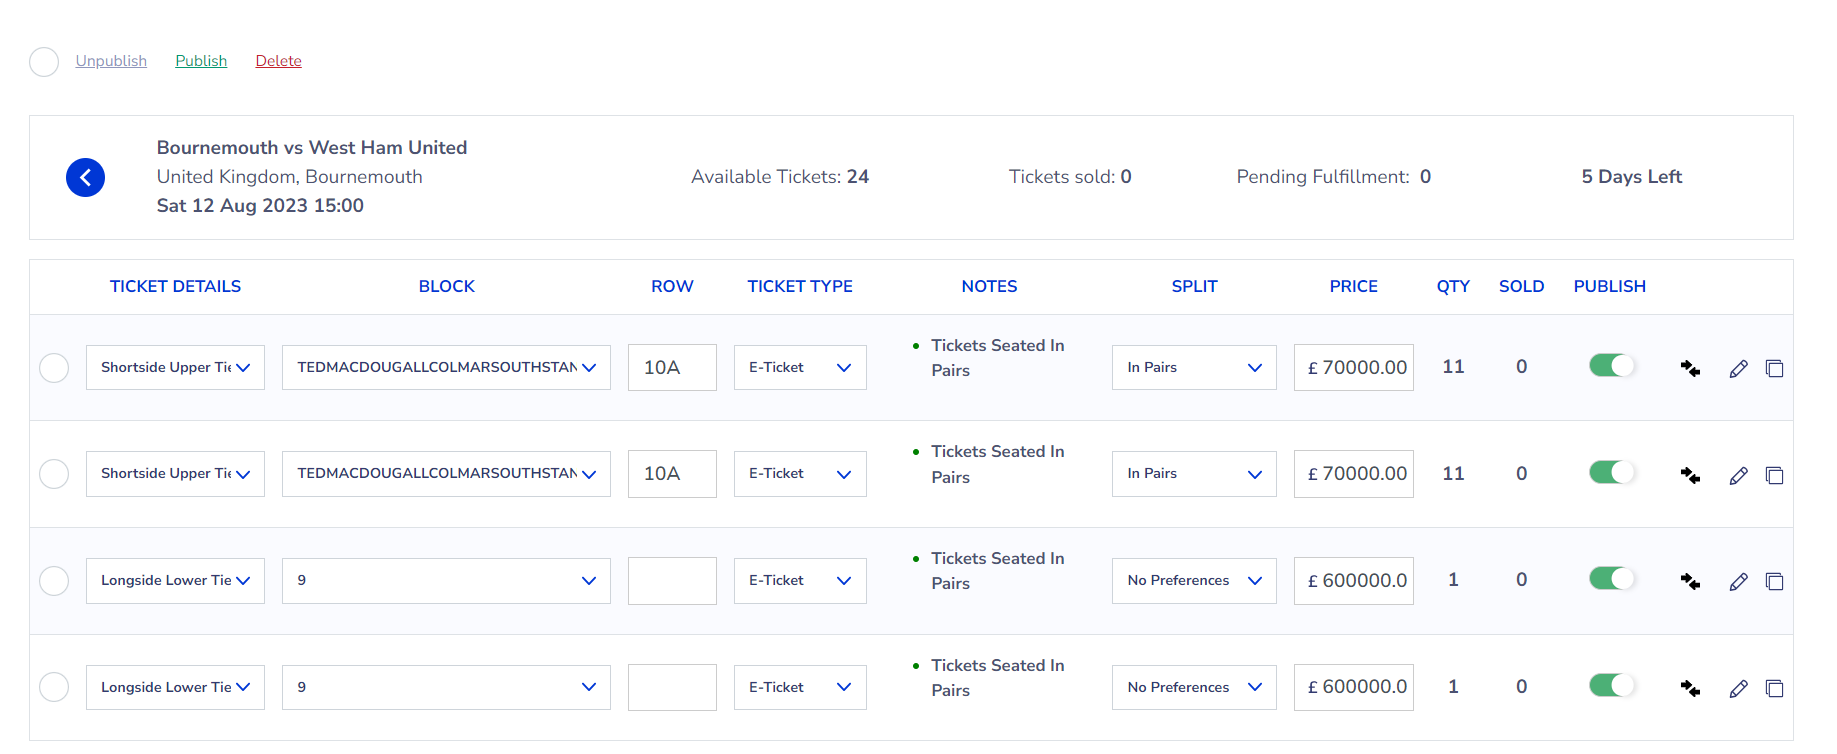 Unpublish Publish Delete
Bournemouth vs West Ham United
United Kingdom, Bournemouth
Sat 12 Aug 2023 15:00
Available Tickets: 24
Tickets sold: 0
Pending Fulfillment: 0
5 Days Left
TICKET DETAILS BLOCK ROW TICKET TYPE NOTES SPLIT PRICE QTY SOLD PUBLISH
Shortside Upper Tie TEDMACDOUGALLCOLMARSOUTHSTAN 10A E-Ticket Tickets Seated In
Pairs In Pairs £ 70000.00 11 0
Shortside Upper Tie TEDMACDOUGALLCOLMARSOUTHSTAN 10A E-Ticket Tickets Seated In
Pairs In Pairs £ 70000.00 11 0
Longside Lower Tie 9 E-Ticket Tickets Seated In
Pairs No Preferences £ 600000.0 1 0
Longside Lower Tie 9 E-Ticket Tickets Seated In
Pairs No Preferences £ 600000.0 1 0